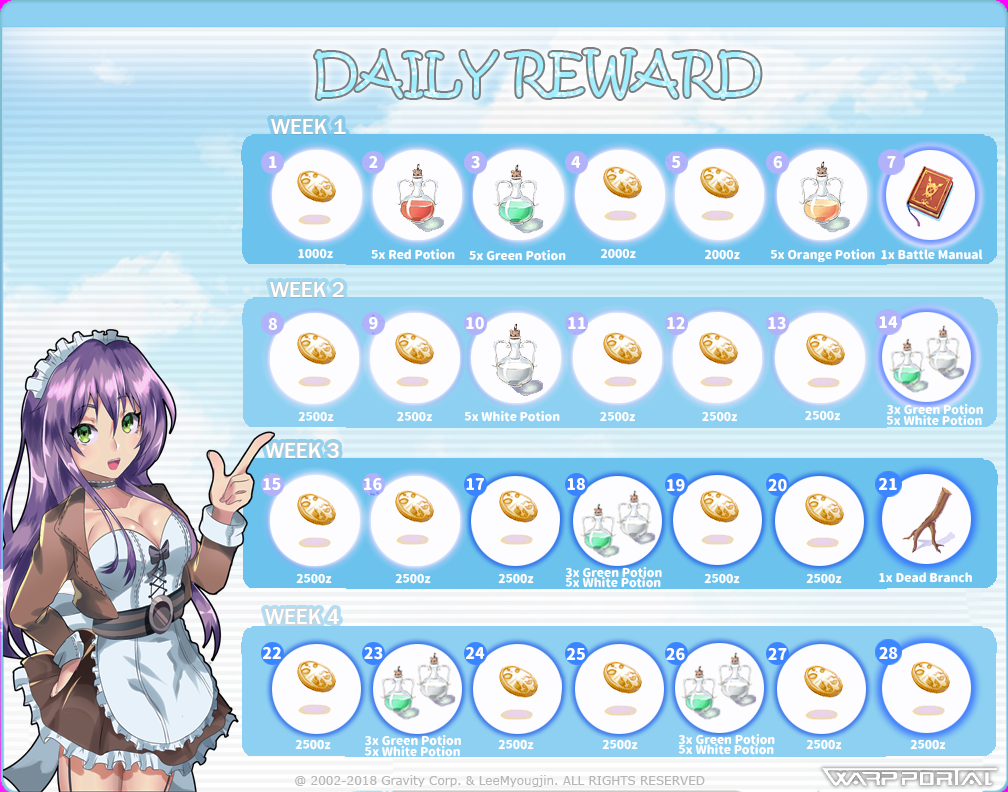 DAILY REWARD
WEEK 1
1 2 3 4 5 6 7
1000z 5x Red Potion 5x Green Potion 2000z 2000z 5x Orange Potion 1x Battle Manual
WEEK 2
8 9 10 11 12 13 14
2500z 2500z 5x White Potion 2500z 2500z 2500z 3x Green Potion
5x White Potion
WEEK 3
15 16 17 18 19 20 21
2500z 2500z 2500z 3x Green Potion 2500z 2500z 1x Dead Branch
5x White Potion
WEEK 4
22 23 24 25 26 27 28
2500z 3x Green Potion 2500z 2500z 3x Green Potion 2500z 2500z
5x White Potion 5x White Potion
© 2002-2018 Gravity Corp. & LeeMyougjin. ALL RIGHTS RESERVED
WARP PORTAL